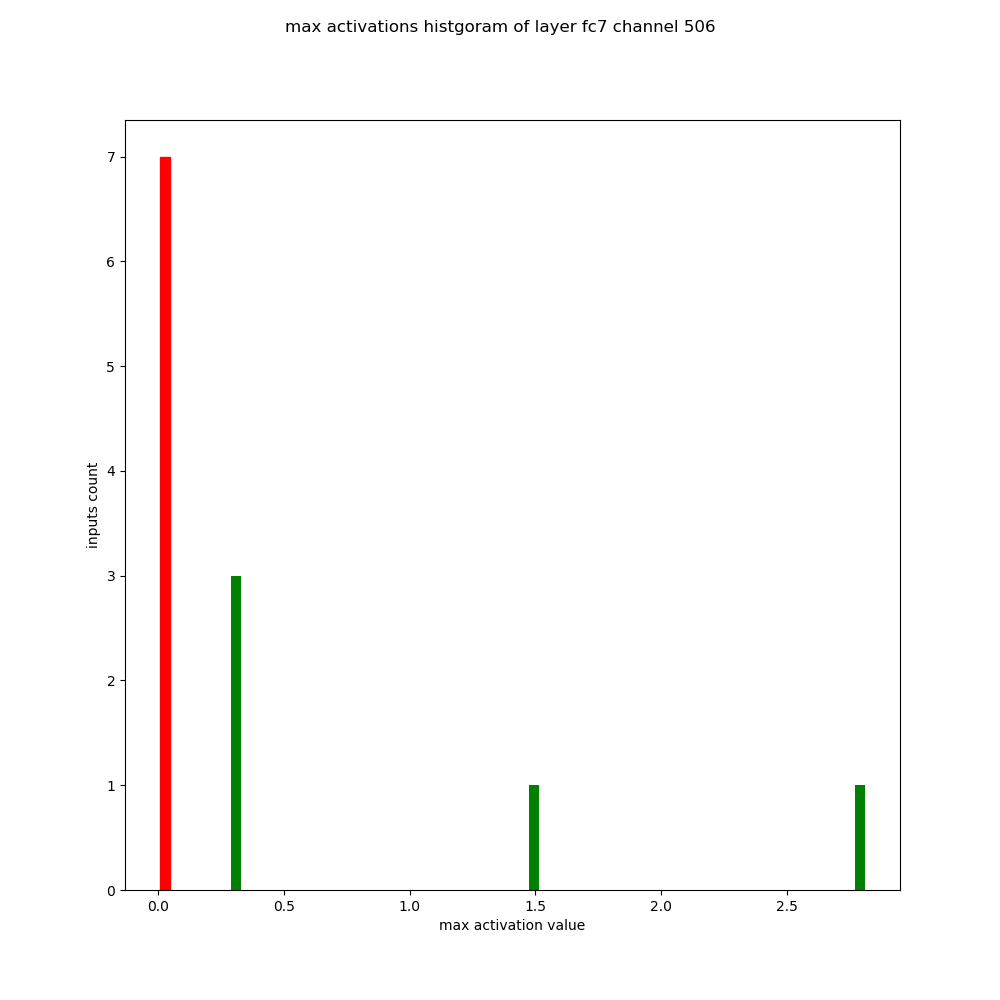 max activations histgoram of layer fc7 channel 506
7
6
5
4
3
2
1
0
inputs count
0.0 0.5 1.0 1.5 2.0 2.5
max activation value